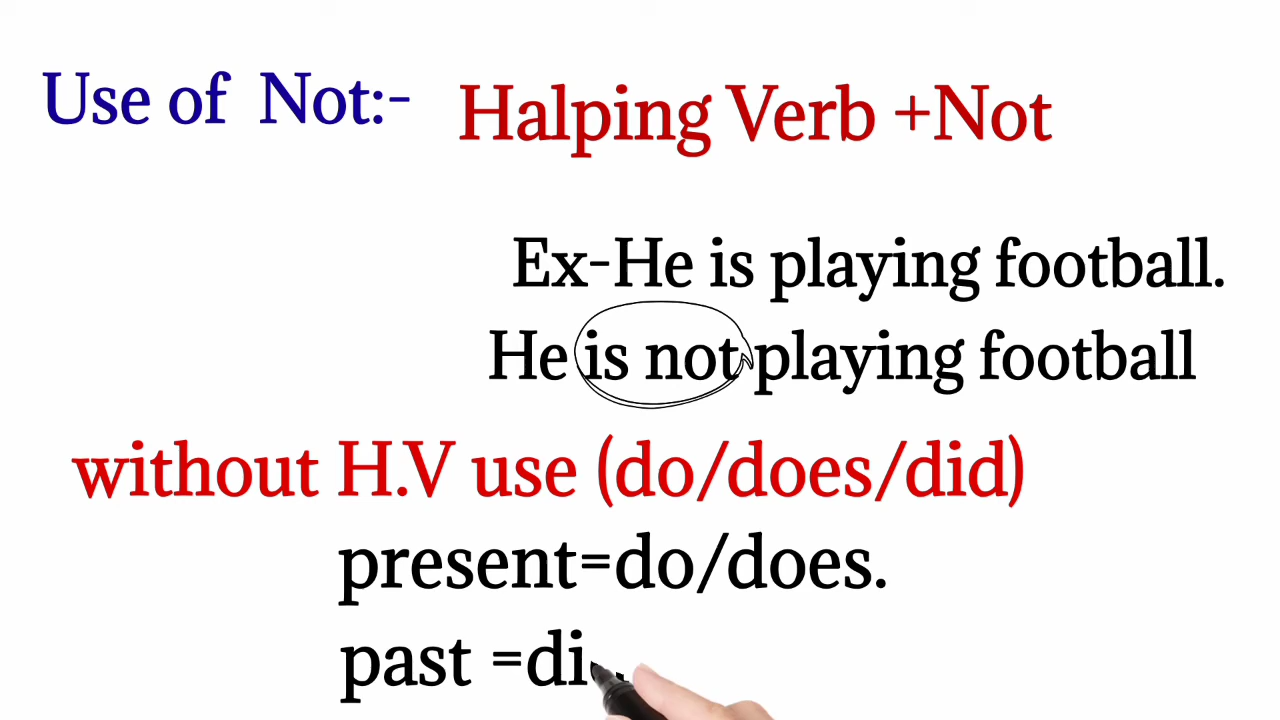 Use of Not:- Halping Verb +Not
Ex-He is playing football.
He is not playing football
without H.V use (do/does/did)
present=do/does.
past =di